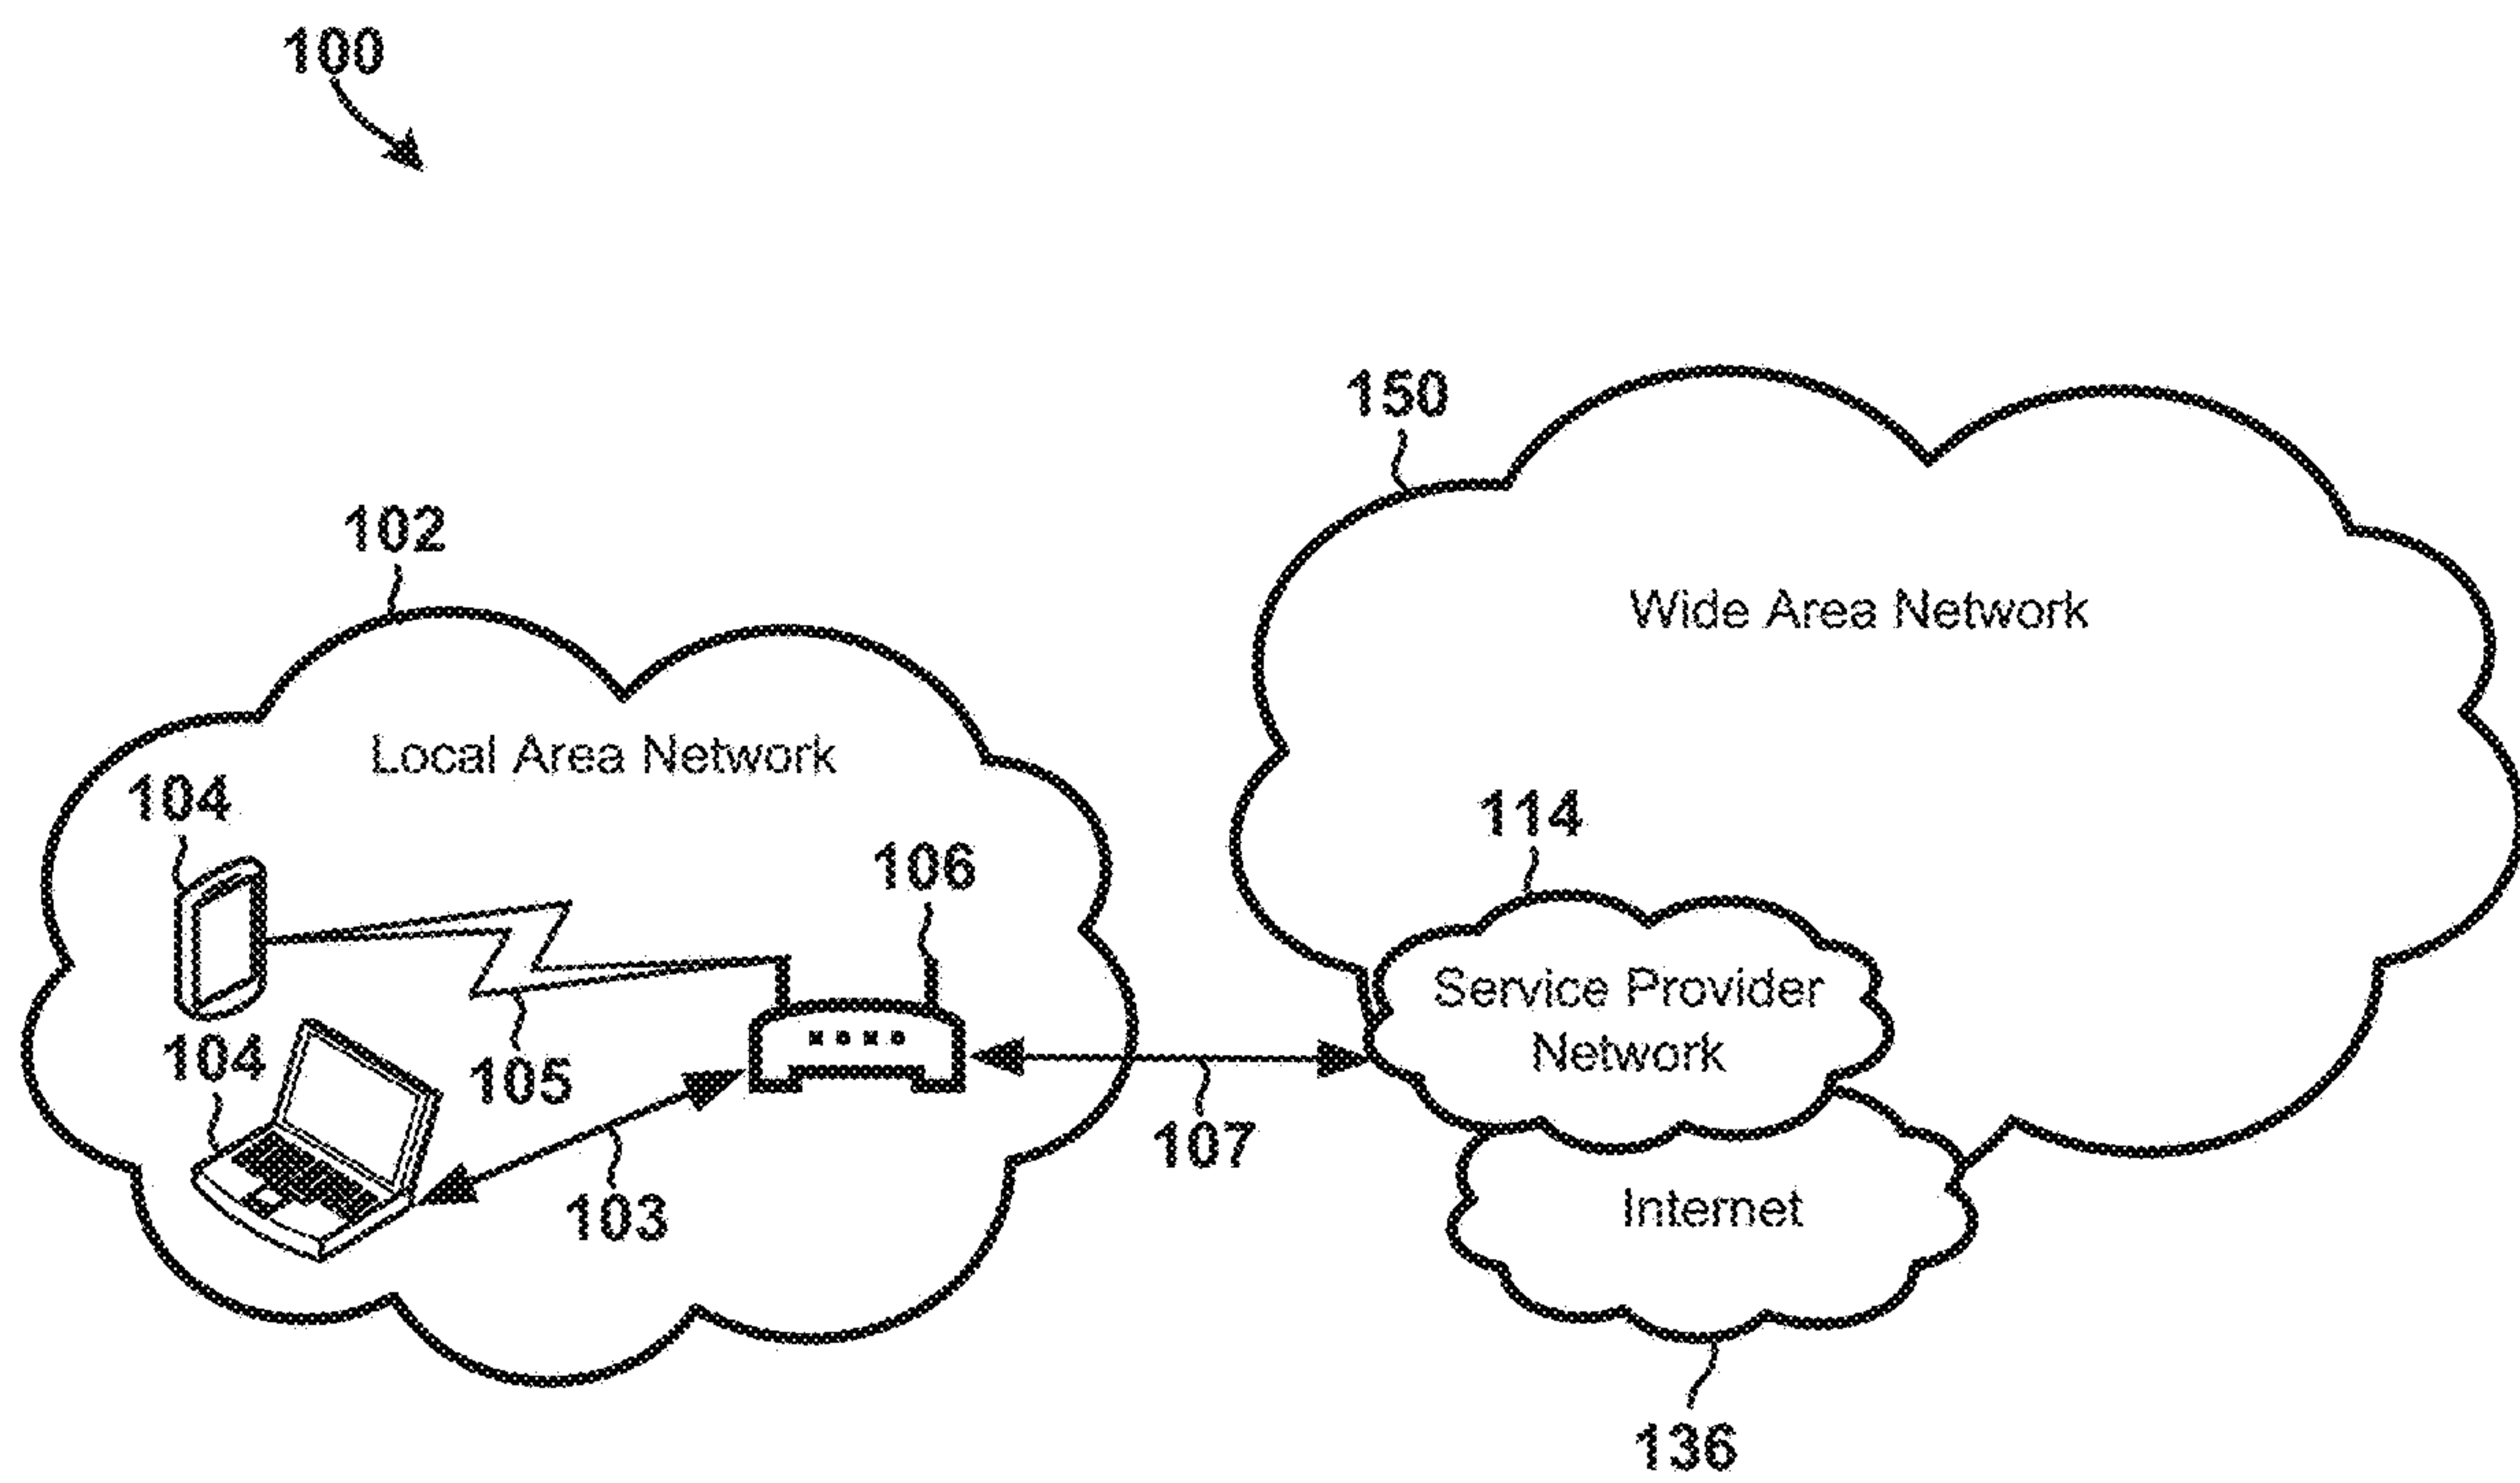 100
150
102
Wide Area Network
Local Area Network
104
114
106
Service Provider
Network
104
105
107
103
Internet
136